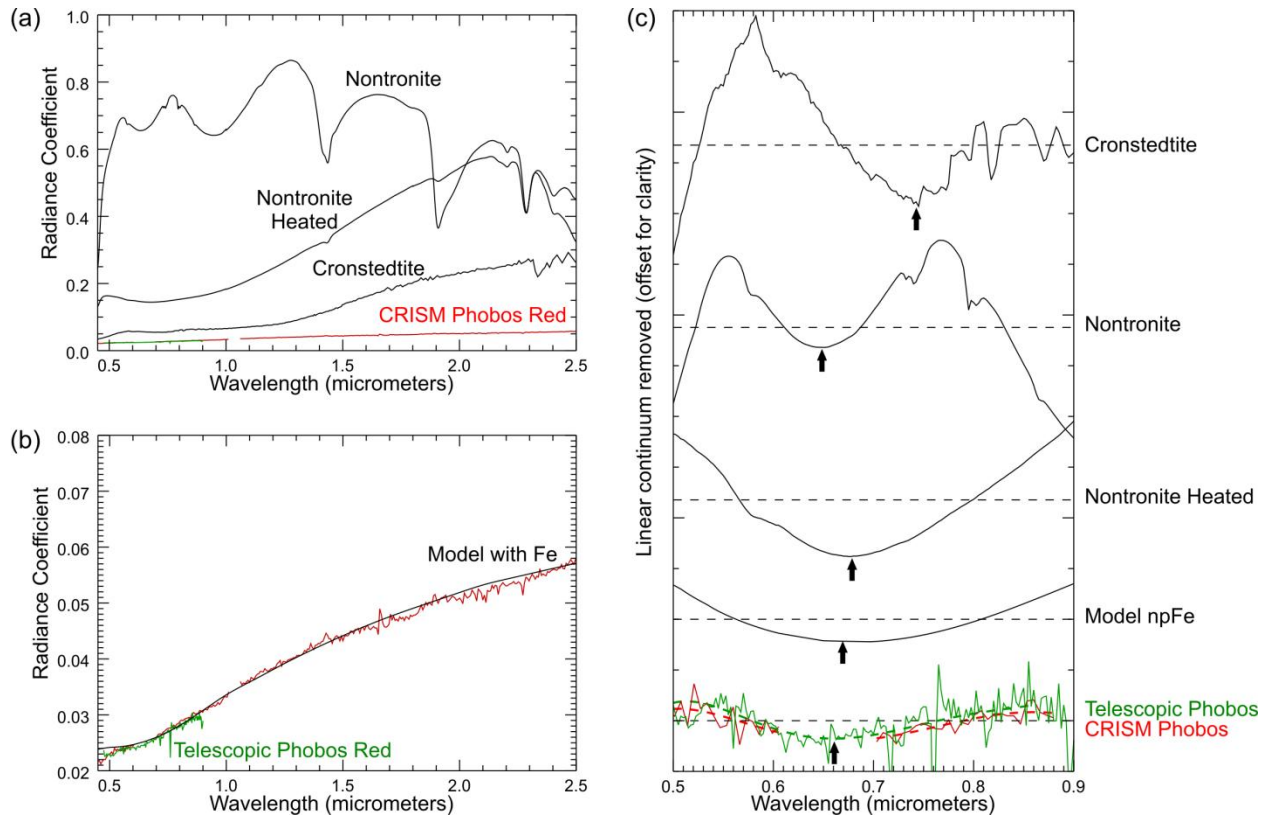 (a)
1.0
0.8
0.6
0.4
0.2
0.0
Radiance Coefficient
Nontronite
Nontronite
Heated
Cronstedtite
CRISM Phobos Red
0.5
1.0
1.5
2.0
2.5
Wavelength (micrometers)
(b)
0.08
0.07
0.06
0.05
0.04
0.03
0.02
Radiance Coefficient
Model with Fe
Telescopic Phobos Red
0.5
1.0
1.5
2.0
2.5
Wavelength (micrometers)
(c)
Linear continuum removed (offset for clarity)
Cronstedtite
Nontronite
Nontronite Heated
Model npFe
Telescopic Phobos
CRISM Phobos
0.5
0.6
0.7
0.8
0.9
Wavelength (micrometers)